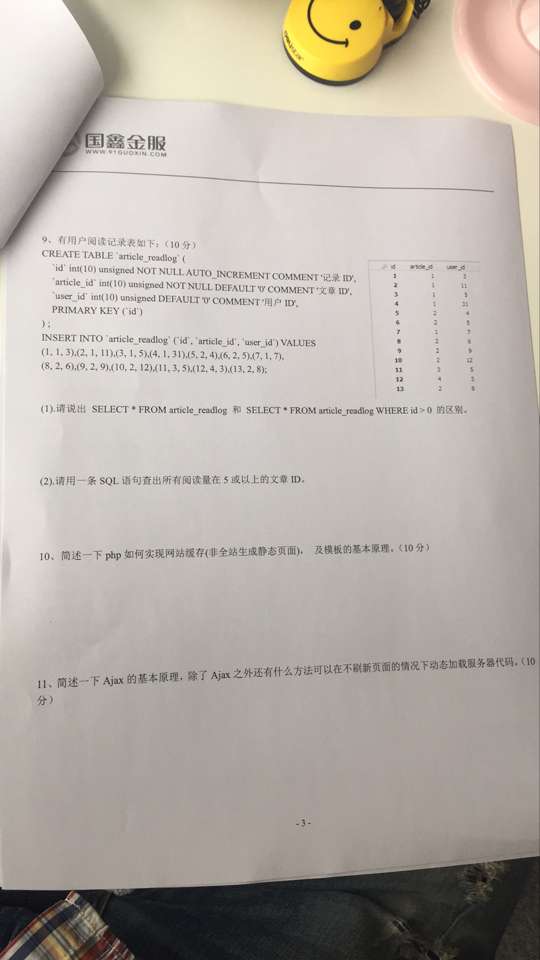 国鑫金服
WWW.91GUOXIN.COM
9、有用户阅读记录表如下：（10 分）
CREATE TABLE `article_readlog` (
`id` int(10) unsigned NOT NULL AUTO_INCREMENT COMMENT '记录 ID',
`article_id` int(10) unsigned NOT NULL DEFAULT '0' COMMENT '文章 ID',
`user_id` int(10) unsigned DEFAULT '0' COMMENT '用户 ID',
PRIMARY KEY (`id`)
) ;
INSERT INTO `article_readlog` (`id`, `article_id`, `user_id`) VALUES
(1, 1, 3),(2, 1, 11),(3, 1, 5),(4, 1, 31),(5, 2, 4),(6, 2, 5),(7, 1, 7),
(8, 2, 6),(9, 2, 9),(10, 2, 12),(11, 3, 5),(12, 4, 3),(13, 2, 8);
id article_id user_id
1 1 3
2 1 11
3 1 5
4 1 31
5 2 4
6 2 5
7 1 7
8 2 6
9 2 9
10 2 12
11 3 5
12 4 3
13 2 8
(1).请说出 SELECT * FROM article_readlog 和 SELECT * FROM article_readlog WHERE id > 0 的区别。
(2).请用一条 SQL 语句查出所有阅读量在 5 或以上的文章 ID。
10、简述一下 php 如何实现网站缓存(非全站生成静态页面)， 及模板的基本原理。（10 分）
11、简述一下 Ajax 的基本原理，除了 Ajax 之外还有什么方法可以在不刷新页面的情况下动态加载服务器代码。（10
分）
- 3 -